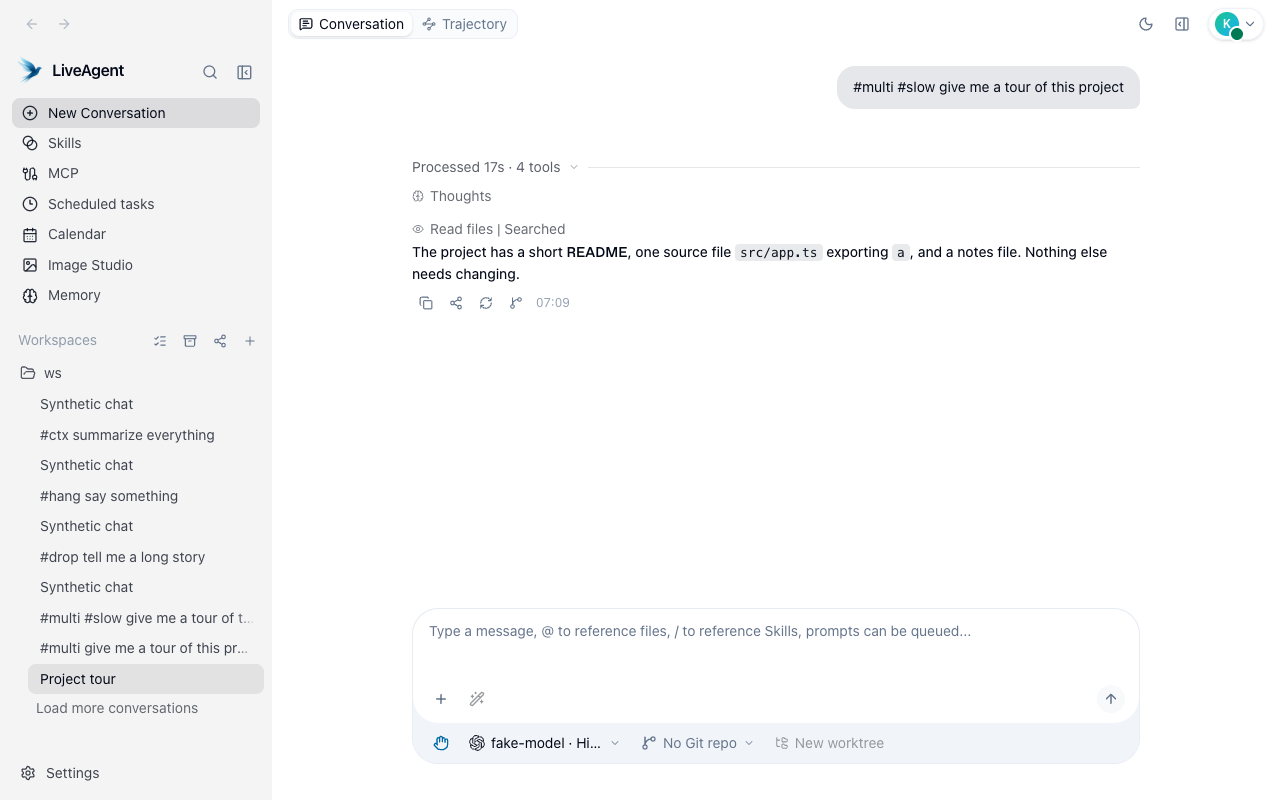 LiveAgent
New Conversation
Skills
MCP
Scheduled tasks
Calendar
Image Studio
Memory
Workspaces
ws
Synthetic chat
#ctx summarize everything
Synthetic chat
#hang say something
Synthetic chat
#drop tell me a long story
Synthetic chat
#multi #slow give me a tour of t...
#multi give me a tour of this pr...
Project tour
Load more conversations
Settings
Conversation
Trajectory
K
#multi #slow give me a tour of this project
Processed 17s · 4 tools
Thoughts
Read files | Searched
The project has a short README, one source file src/app.ts exporting a, and a notes file. Nothing else
needs changing.
07:09
Type a message, @ to reference files, / to reference Skills, prompts can be queued...
fake-model · Hi...
No Git repo
New worktree